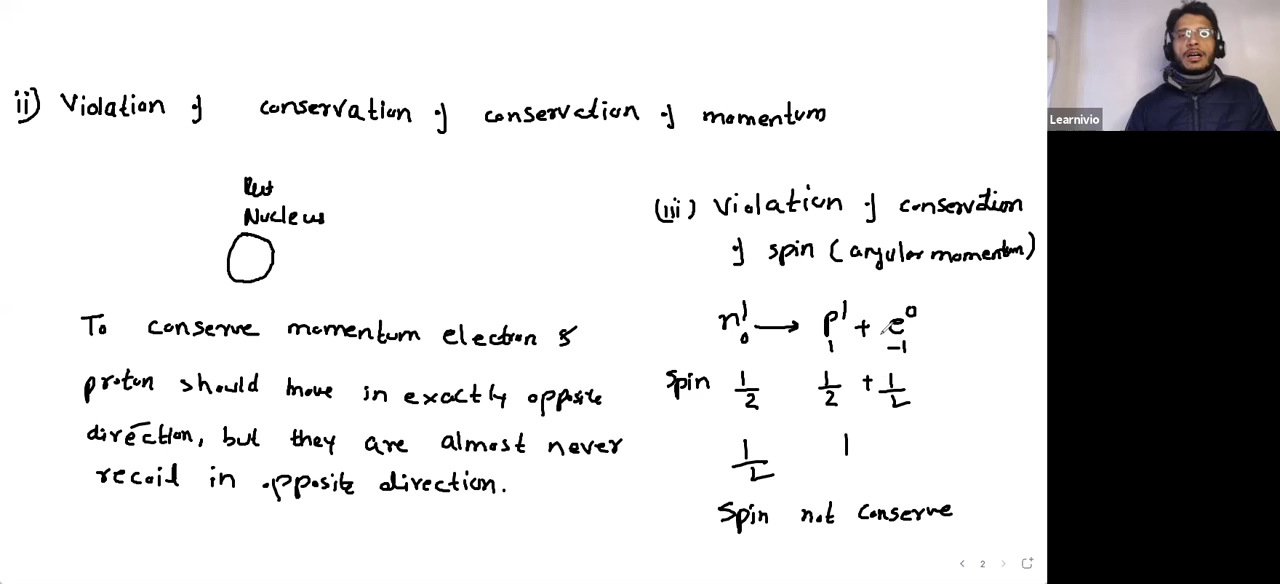 ii) Violation of conservation of conservation of momentum
Rest
Nucleus
To conserve momentum electron &
proton should move in exactly opposite
direction, but they are almost never
recoil in opposite direction.
(iii) Violation of conservation
of spin (angular momentum)
n¹₀ → p¹₁ + e⁰₋₁
Spin 1/2 1/2 + 1/2
1/2 1
Spin not conserve
Learnivio
2